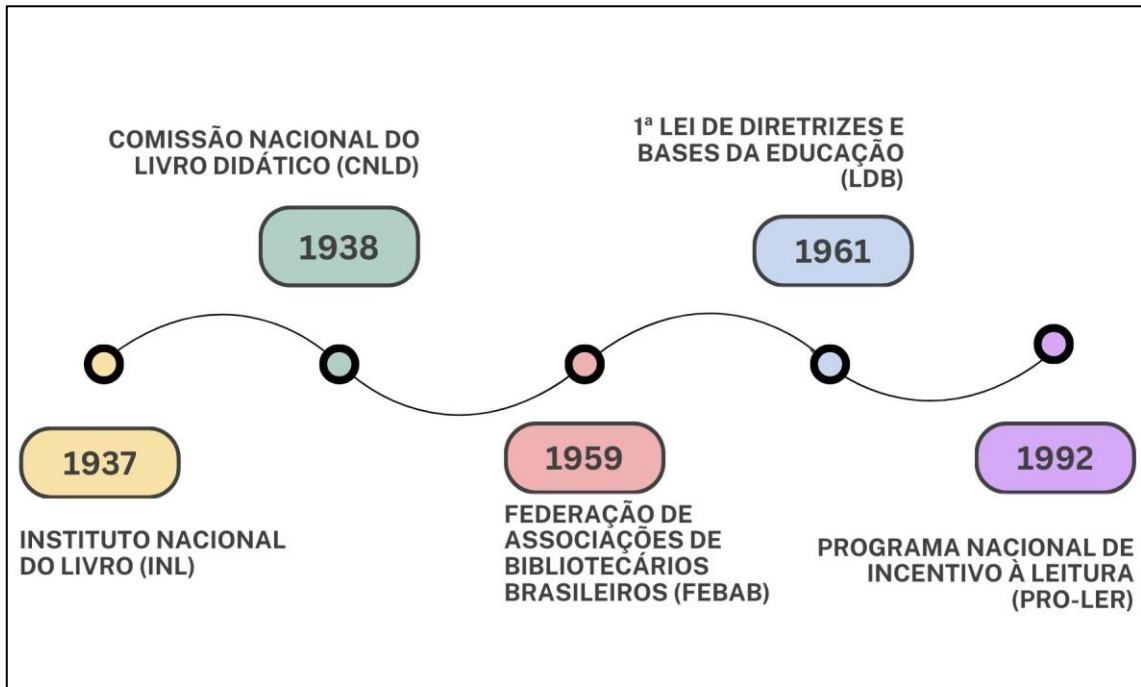 COMISSÃO NACIONAL DO
LIVRO DIDÁTICO (CNLD)
1938
1ª LEI DE DIRETRIZES E
BASES DA EDUCAÇÃO
(LDB)
1961
1937
INSTITUTO NACIONAL
DO LIVRO (INL)
1959
FEDERAÇÃO DE
ASSOCIAÇÕES DE
BIBLIOTECÁRIOS
BRASILEIROS (FEBAB)
1992
PROGRAMA NACIONAL DE
INCENTIVO À LEITURA
(PRO-LER)